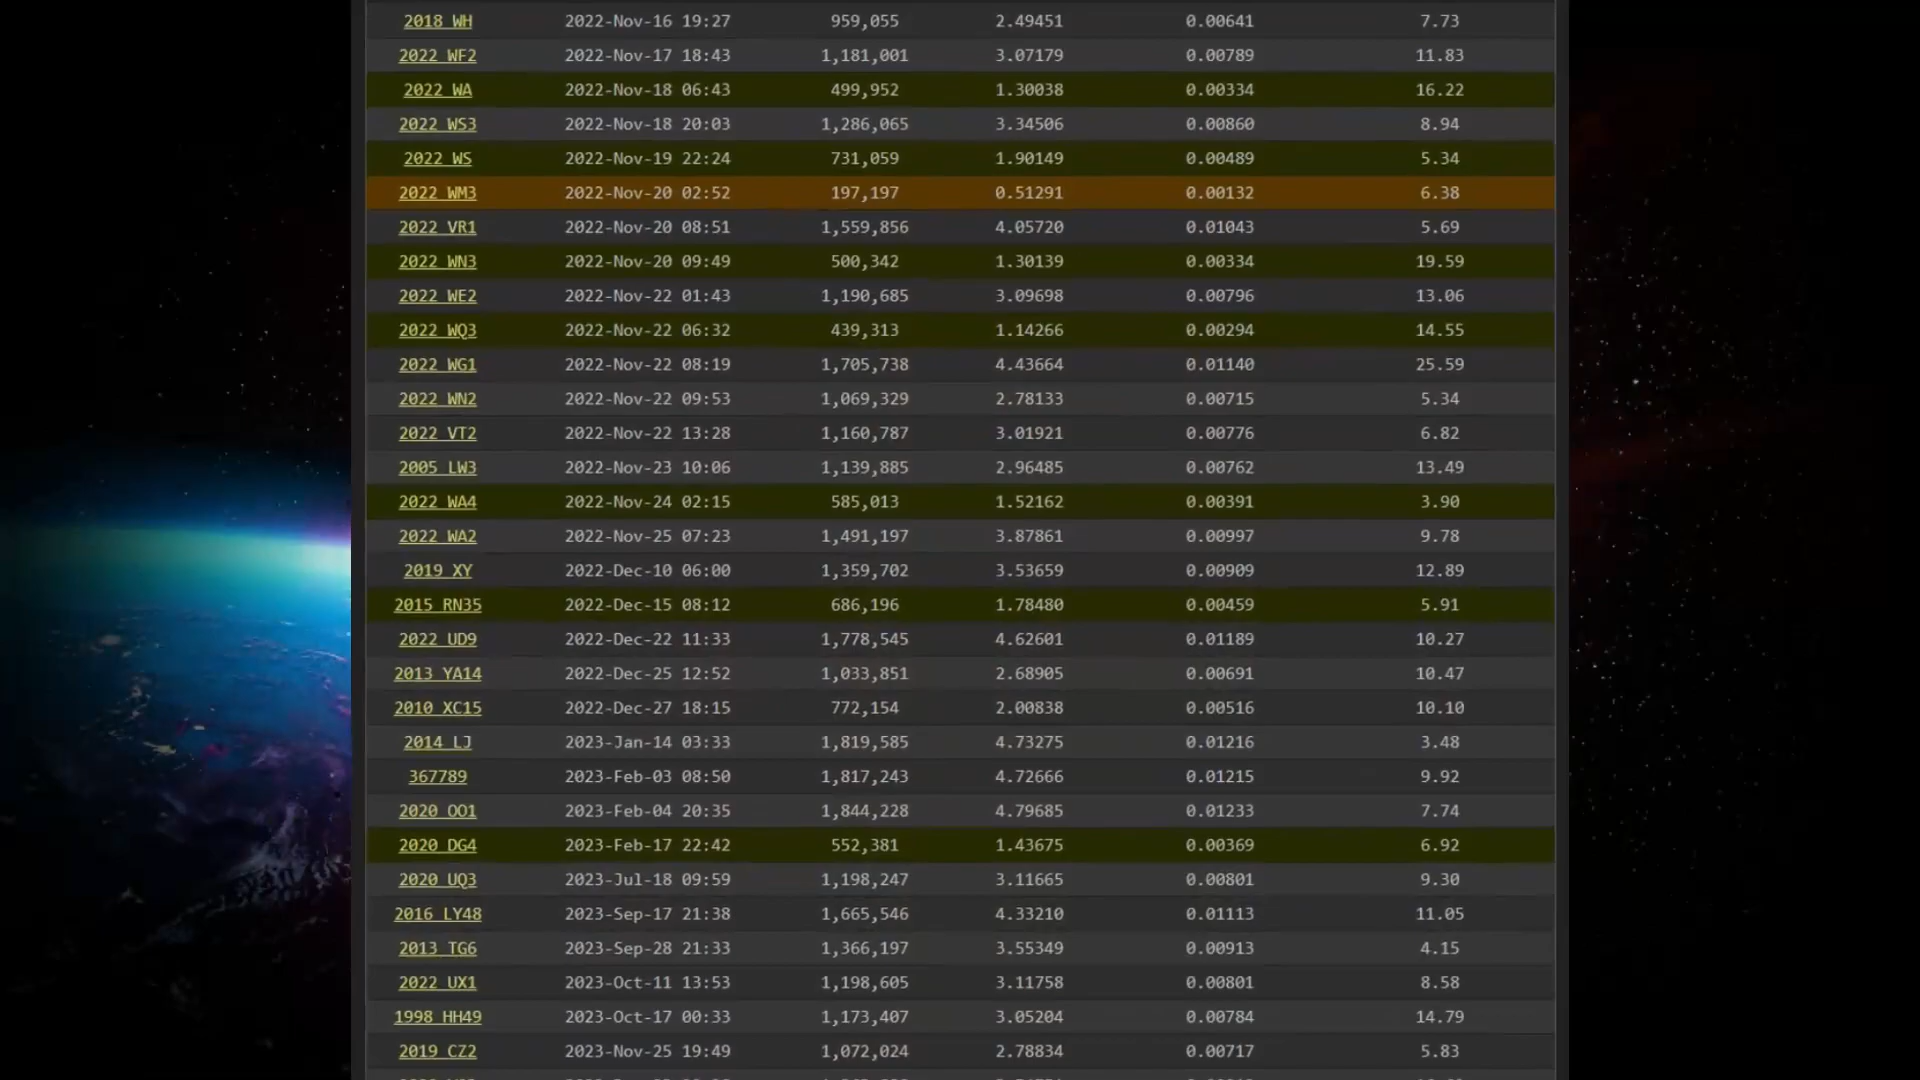 2018 WH 2022-Nov-16 19:27 959,055 2.49451 0.00641 7.73
2022 WF2 2022-Nov-17 18:43 1,181,001 3.07179 0.00789 11.83
2022 WA 2022-Nov-18 06:43 499,952 1.30038 0.00334 16.22
2022 WS3 2022-Nov-18 20:03 1,286,065 3.34506 0.00860 8.94
2022 WS 2022-Nov-19 22:24 731,059 1.90149 0.00489 5.34
2022 WM3 2022-Nov-20 02:52 197,197 0.51291 0.00132 6.38
2022 VR1 2022-Nov-20 08:51 1,559,856 4.05720 0.01043 5.69
2022 WN3 2022-Nov-20 09:49 500,342 1.30139 0.00334 19.59
2022 WE2 2022-Nov-22 01:43 1,190,685 3.09698 0.00796 13.06
2022 WQ3 2022-Nov-22 06:32 439,313 1.14266 0.00294 14.55
2022 WG1 2022-Nov-22 08:19 1,705,738 4.43664 0.01140 25.59
2022 WN2 2022-Nov-22 09:53 1,069,329 2.78133 0.00715 5.34
2022 VT2 2022-Nov-22 13:28 1,160,787 3.01921 0.00776 6.82
2005 LW3 2022-Nov-23 10:06 1,139,885 2.96485 0.00762 13.49
2022 WA4 2022-Nov-24 02:15 585,013 1.52162 0.00391 3.90
2022 WA2 2022-Nov-25 07:23 1,491,197 3.87861 0.00997 9.78
2019 XY 2022-Dec-10 06:00 1,359,702 3.53659 0.00909 12.89
2015 RN35 2022-Dec-15 08:12 686,196 1.78480 0.00459 5.91
2022 UD9 2022-Dec-22 11:33 1,778,545 4.62601 0.01189 10.27
2013 YA14 2022-Dec-25 12:52 1,033,851 2.68905 0.00691 10.47
2010 XC15 2022-Dec-27 18:15 772,154 2.00838 0.00516 10.10
2014 LJ 2023-Jan-14 03:33 1,819,585 4.73275 0.01216 3.48
367789 2023-Feb-03 08:50 1,817,243 4.72666 0.01215 9.92
2020 OO1 2023-Feb-04 20:35 1,844,228 4.79685 0.01233 7.74
2020 DG4 2023-Feb-17 22:42 552,381 1.43675 0.00369 6.92
2020 UQ3 2023-Jul-18 09:59 1,198,247 3.11665 0.00801 9.30
2016 LY48 2023-Sep-17 21:38 1,665,546 4.33210 0.01113 11.05
2013 TG6 2023-Sep-28 21:33 1,366,197 3.55349 0.00913 4.15
2022 UX1 2023-Oct-11 13:53 1,198,605 3.11758 0.00801 8.58
1998 HH49 2023-Oct-17 00:33 1,173,407 3.05204 0.00784 14.79
2019 CZ2 2023-Nov-25 19:49 1,072,024 2.78834 0.00717 5.83